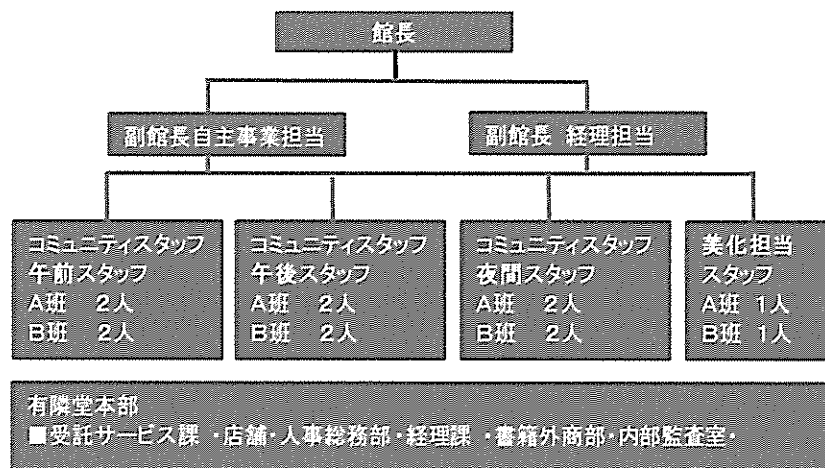 館長
副館長自主事業担当
副館長 経理担当
コミュニティスタッフ
午前スタッフ
A班 2人
B班 2人
コミュニティスタッフ
午後スタッフ
A班 2人
B班 2人
コミュニティスタッフ
夜間スタッフ
A班 2人
B班 2人
美化担当
スタッフ
A班 1人
B班 1人
有隣堂本部
■受託サービス課 ・店舗・人事総務部・経理課 ・書籍外商部・内部監査室・